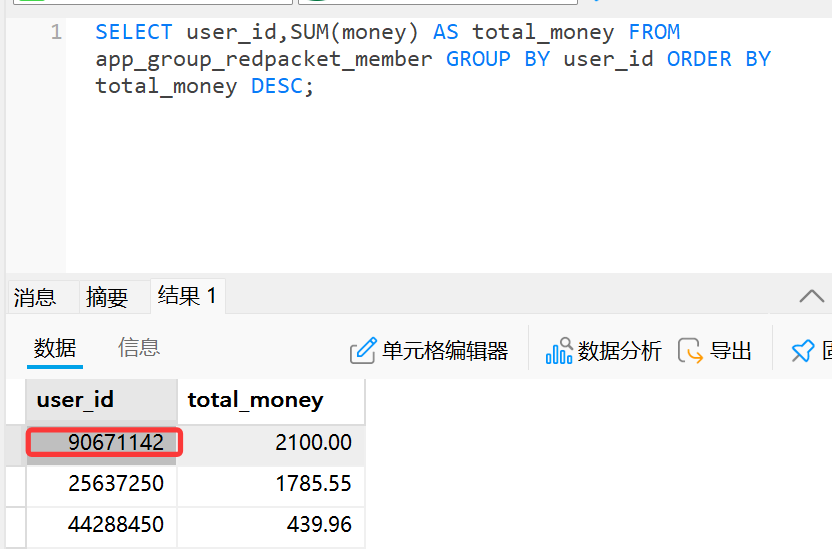 1 SELECT user_id,SUM(money) AS total_money FROM
app_group_redpacket_member GROUP BY user_id ORDER BY
total_money DESC;
消息 摘要 结果 1
数据 信息 单元格编辑器 数据分析 导出
user_id total_money
90671142 2100.00
25637250 1785.55
44288450 439.96